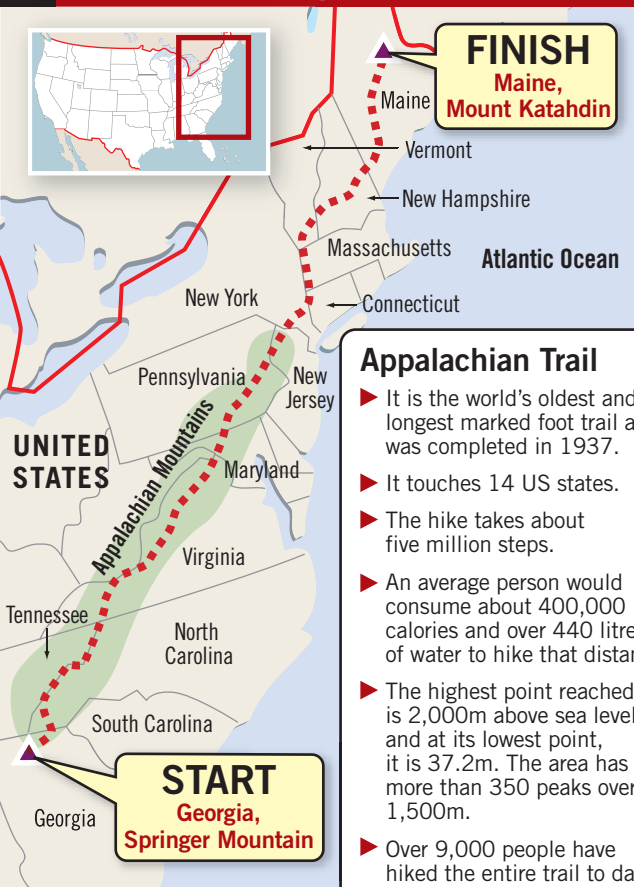 FINISH
Maine,
Mount Katahdin
Maine
Vermont
New Hampshire
Massachusetts
Atlantic Ocean
New York
Connecticut
Pennsylvania
New
Jersey
Appalachian Mountains
UNITED
STATES
Maryland
Virginia
Tennessee
North
Carolina
South Carolina
Georgia
START
Georgia,
Springer Mountain
Appalachian Trail
It is the world's oldest and
longest marked foot trail a
was completed in 1937.
It touches 14 US states.
The hike takes about
five million steps.
An average person would
consume about 400,000
calories and over 440 litre
of water to hike that distan
The highest point reached
is 2,000m above sea level
and at its lowest point,
it is 37.2m. The area has
more than 350 peaks over
1,500m.
Over 9,000 people have
hiked the entire trail to da